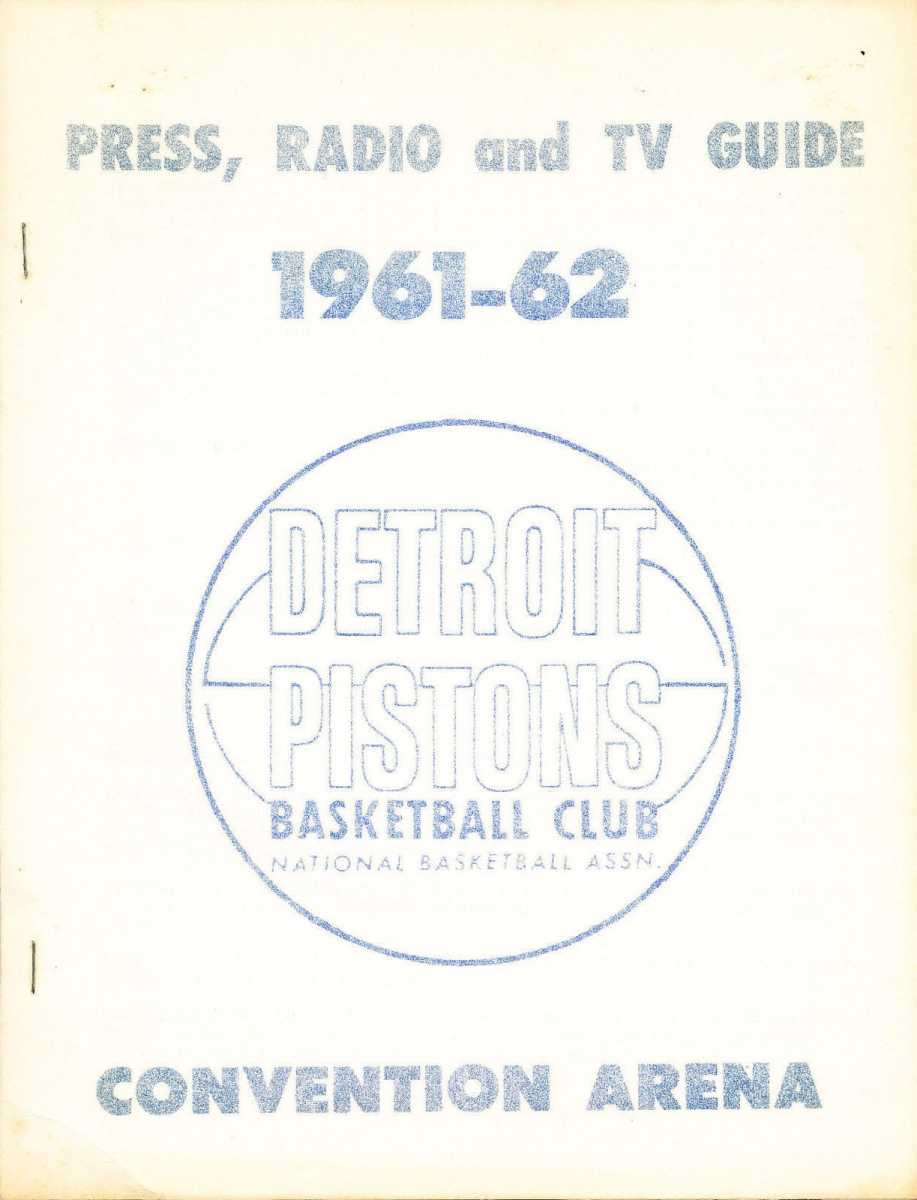 PRESS, RADIO and TV GUIDE
1961-62
DETROIT
PISTONS
BASKETBALL CLUB
NATIONAL BASKETBALL ASSN.
CONVENTION ARENA